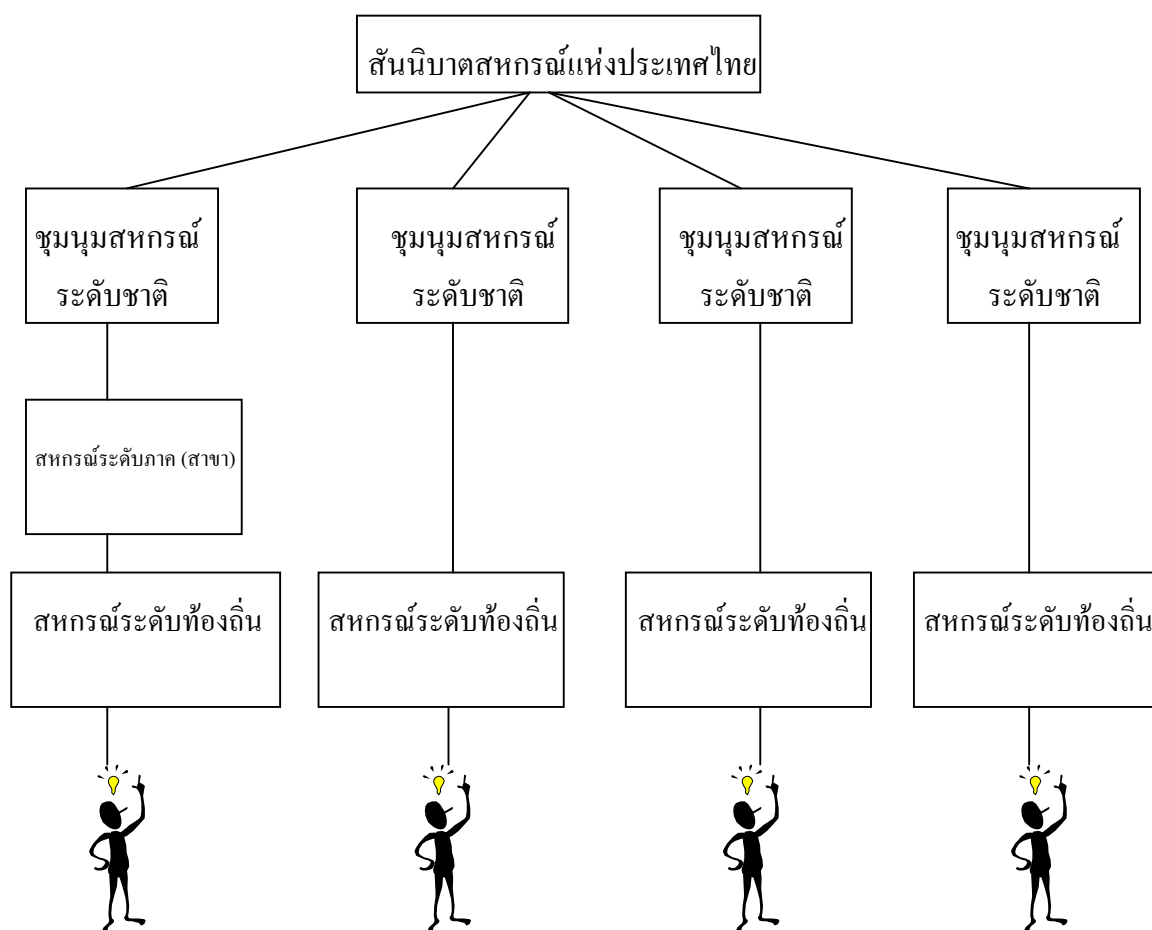 สันนิบาตสหกรณ์แห่งประเทศไทย
ชุมนุมสหกรณ์
ระดับชาติ
ชุมนุมสหกรณ์
ระดับชาติ
ชุมนุมสหกรณ์
ระดับชาติ
ชุมนุมสหกรณ์
ระดับชาติ
สหกรณ์ระดับภาค (สาขา)
สหกรณ์ระดับท้องถิ่น
สหกรณ์ระดับท้องถิ่น
สหกรณ์ระดับท้องถิ่น
สหกรณ์ระดับท้องถิ่น